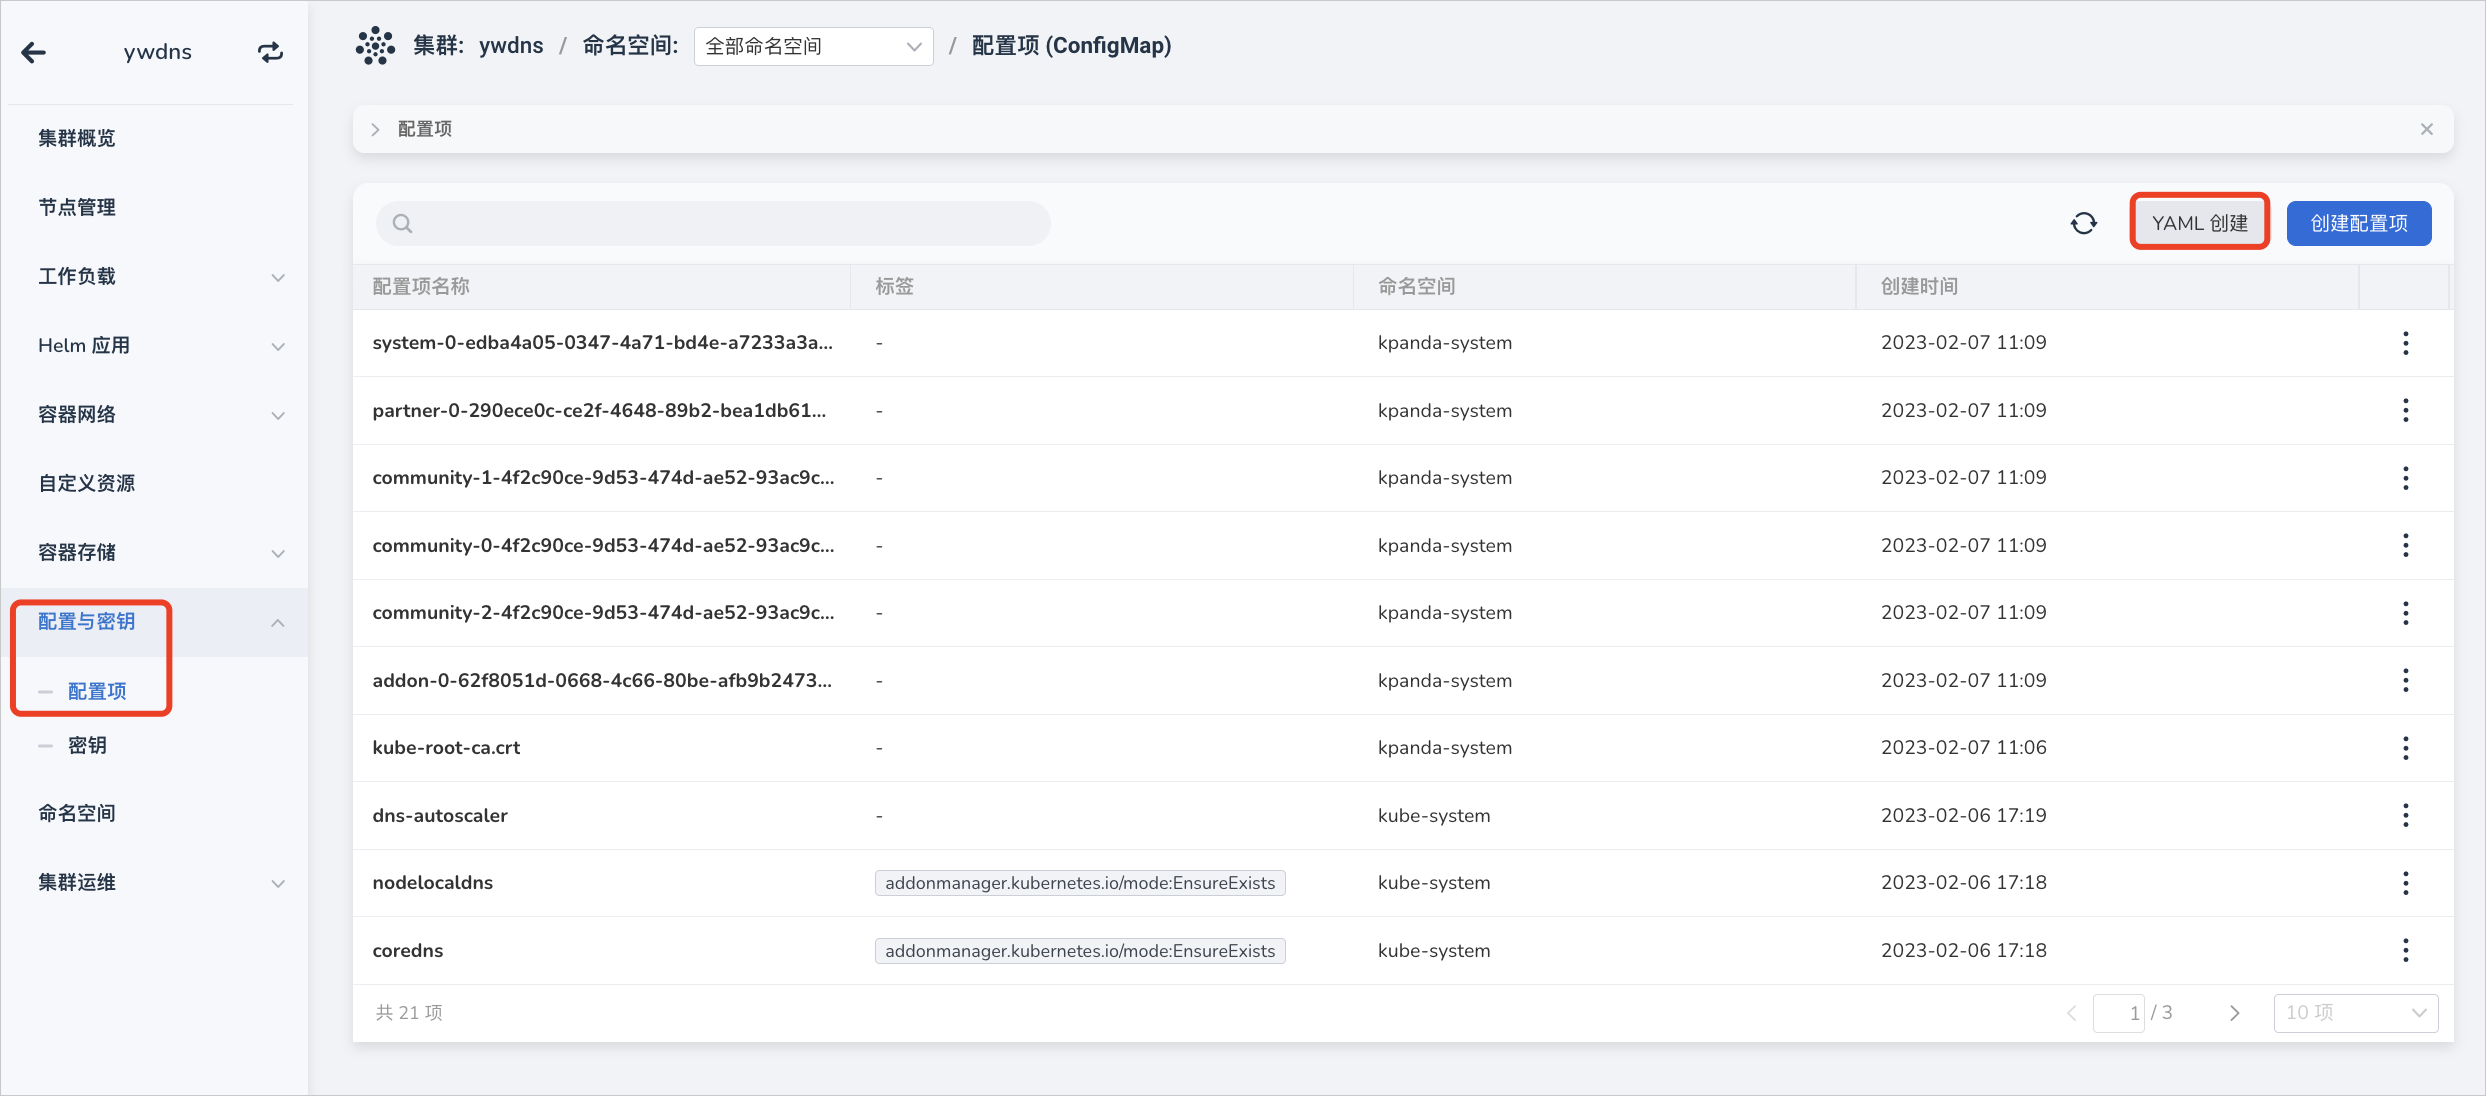 ywdns
集群概览
节点管理
工作负载
Helm 应用
容器网络
自定义资源
容器存储
配置与密钥
配置项
密钥
命名空间
集群运维
集群: ywdns / 命名空间: 全部命名空间 / 配置项 (ConfigMap)
配置项
YAML 创建 创建配置项
配置项名称 标签 命名空间 创建时间
system-0-edba4a05-0347-4a71-bd4e-a7233a3a... - kpanda-system 2023-02-07 11:09
partner-0-290ece0c-ce2f-4648-89b2-bea1db61... - kpanda-system 2023-02-07 11:09
community-1-4f2c90ce-9d53-474d-ae52-93ac9c... - kpanda-system 2023-02-07 11:09
community-0-4f2c90ce-9d53-474d-ae52-93ac9c... - kpanda-system 2023-02-07 11:09
community-2-4f2c90ce-9d53-474d-ae52-93ac9c... - kpanda-system 2023-02-07 11:09
addon-0-62f8051d-0668-4c66-80be-afb9b2473... - kpanda-system 2023-02-07 11:09
kube-root-ca.crt - kpanda-system 2023-02-07 11:06
dns-autoscaler - kube-system 2023-02-06 17:19
nodelocaldns addonmanager.kubernetes.io/mode:EnsureExists kube-system 2023-02-06 17:18
coredns addonmanager.kubernetes.io/mode:EnsureExists kube-system 2023-02-06 17:18
共 21 项 1 / 3 10 项